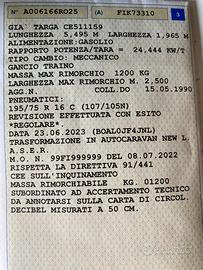 N° A006166RO25 (A) FIK73310 3
GIA` TARGA CE511159
LUNGHEZZA 5,495 M LARGHEZZA 1,965 M
ALIMENTAZIONE:GASOLIO
RAPPORTO POTENZA/TARA = 24,444 KW/T
TIPO CAMBIO: MECCANICO
GANCIO TRAINO
MASSA MAX RIMORCHIO 1200 KG
LARGHEZZA MAX RIMORCHIO M. 2,500
AGG.N. COLL.DO 15.05.1990
PNEUMATICI:
195/75 R 16 C (107/105N)
REVISIONE EFFETTUATA CON ESITO
*REGOLARE*.
DATA 23.06.2023 (BOAL0JF4JNL)
TRASFORMAZIONE IN AUTOCARAVAN NEW L.
A.S.E.R.
M.O. N. 99FI999999 DEL 08.07.2022
RISPETTA LA DIRETTIVA 91/441
CEE SULL'INQUINAMENTO
MASSA RIMORCHIABILE KG. 01200
SUBORDINATO AD ACCERTAMENTO TECNICO
DA ANNOTARSI SULLA CARTA DI CIRCOL.
DECIBEL MISURATI A 50 CM.